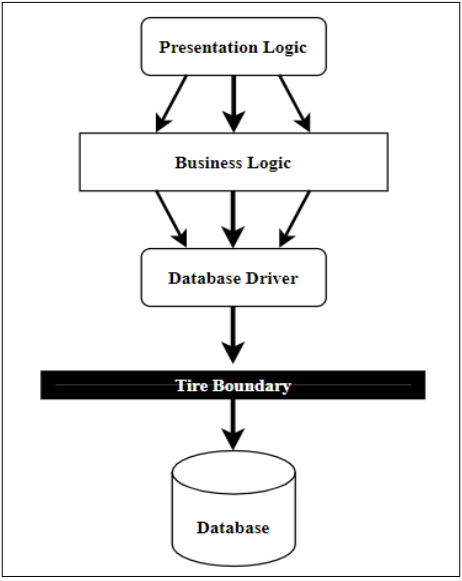 Presentation Logic
Business Logic
Database Driver
Tire Boundary
Database